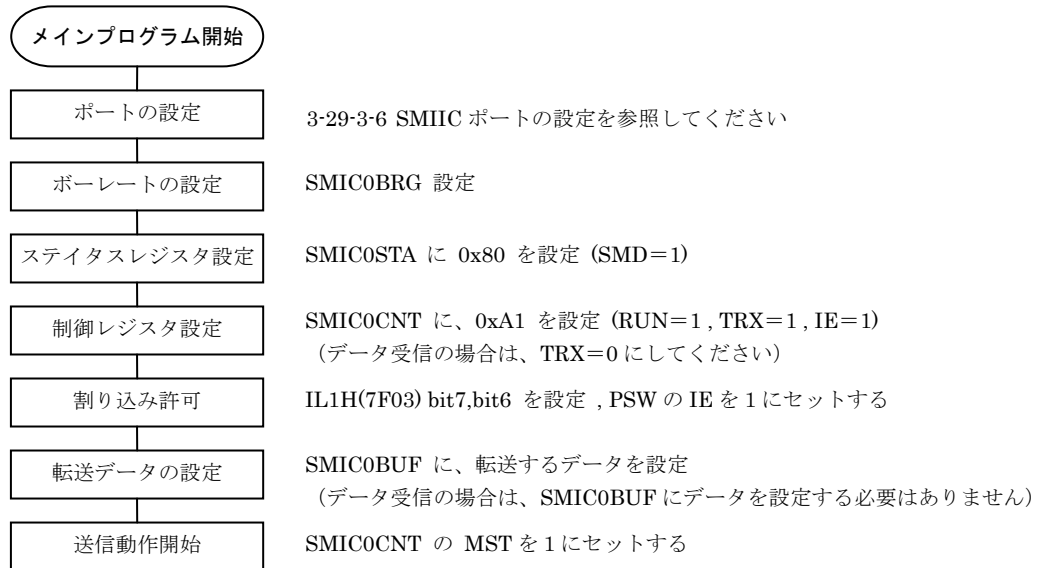 メインプログラム開始
ポートの設定
3-29-3-6 SMIICポートの設定を参照してください
ボーレートの設定
SMIC0BRG 設定
ステイタスレジスタ設定
SMIC0STA に 0x80 を設定 (SMD=1)
制御レジスタ設定
SMIC0CNT に、0xA1 を設定 (RUN=1 , TRX=1 , IE=1)
（データ受信の場合は、TRX=0 にしてください）
割り込み許可
IL1H(7F03) bit7,bit6 を設定 , PSW の IE を 1 にセットする
転送データの設定
SMIC0BUF に、転送するデータを設定
（データ受信の場合は、SMIC0BUF にデータを設定する必要はありません）
送信動作開始
SMIC0CNT の MST を 1 にセットする